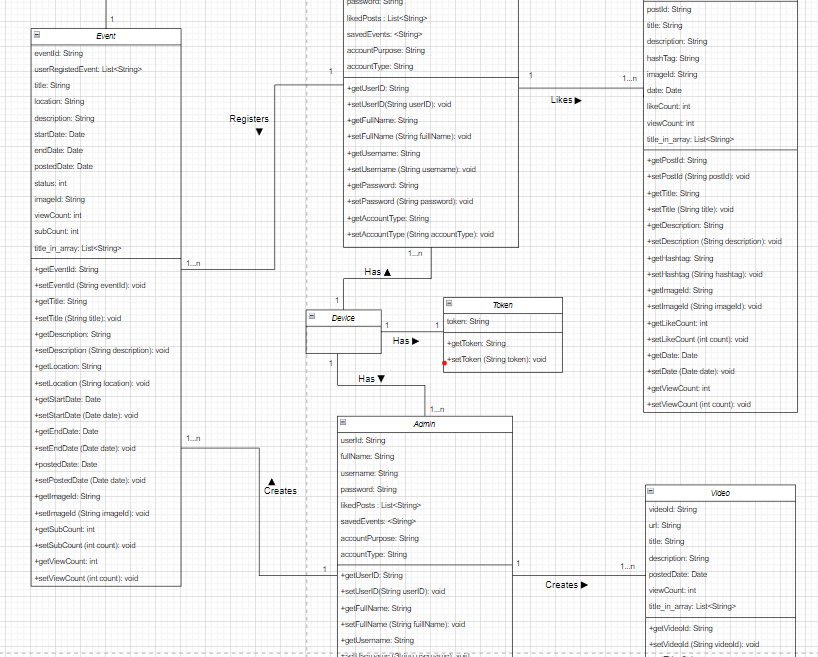 1
Event
eventId: String
userRegistedEvent: List<String>
title: String
location: String
description: String
startDate: Date
endDate: Date
postedDate: Date
status: int
imageId: String
viewCount: int
subCount: int
title_in_array: List<String>
+getEventId: String
+setEventId (String eventId): void
+getTitle: String
+setTitle (String title): void
+getDescription: String
+setDescription (String description): void
+getLocation: String
+setLocation (String location): void
+getStartDate: Date
+setStartDate (Date date): void
+getEndDate: Date
+setEndDate (Date date): void
+postedDate: Date
+setPostedDate (Date date): void
+getImageId: String
+setImageId (String imageId): void
+getSubCount: int
+setSubCount (int count): void
+getViewCount: int
+setViewCount (int count): void
1
Registers ▼
1...n
password: String
likedPosts : List<String>
savedEvents: <String>
accountPurpose: String
accountType: String
+getUserID: String
+setUserID(String userID): void
+getFullName: String
+setFullName (String fuillName): void
+getUsername: String
+setUsername (String username): void
+getPassword: String
+setPassword (String password): void
+getAccountType: String
+setAccountType (String accountType): void
1
1...n
Likes ▶
postId: String
title: String
description: String
hashTag: String
imageId: String
date: Date
likeCount: int
viewCount: int
title_in_array: List<String>
+getPostId: String
+setPostId (String postId): void
+getTitle: String
+setTitle (String title): void
+getDescription: String
+setDescription (String description): void
+getHashtag: String
+setHashtag (String hashtag): void
+getImageId: String
+setImageId (String imageId): void
+getLikeCount: int
+setLikeCount (int count): void
+getDate: Date
+setDate (Date date): void
+getViewCount: int
+setViewCount (int count): void
1...n
Has ▲
1
Device
1
1
Has ▶
Token
token: String
+getToken: String
+setToken (String token): void
1
Has ▼
1...n
Admin
userId: String
fullName: String
username: String
password: String
likedPosts : List<String>
savedEvents: <String>
accountPurpose: String
accountType: String
+getUserID: String
+setUserID(String userID): void
+getFullName: String
+setFullName (String fuillName): void
+getUsername: String
1...n
▲
Creates
1
1
1...n
Creates ▶
Video
videoId: String
url: String
title: String
description: String
postedDate: Date
viewCount: int
title_in_array: List<String>
+getVideoId: String
+setVideoId (String videoId): void